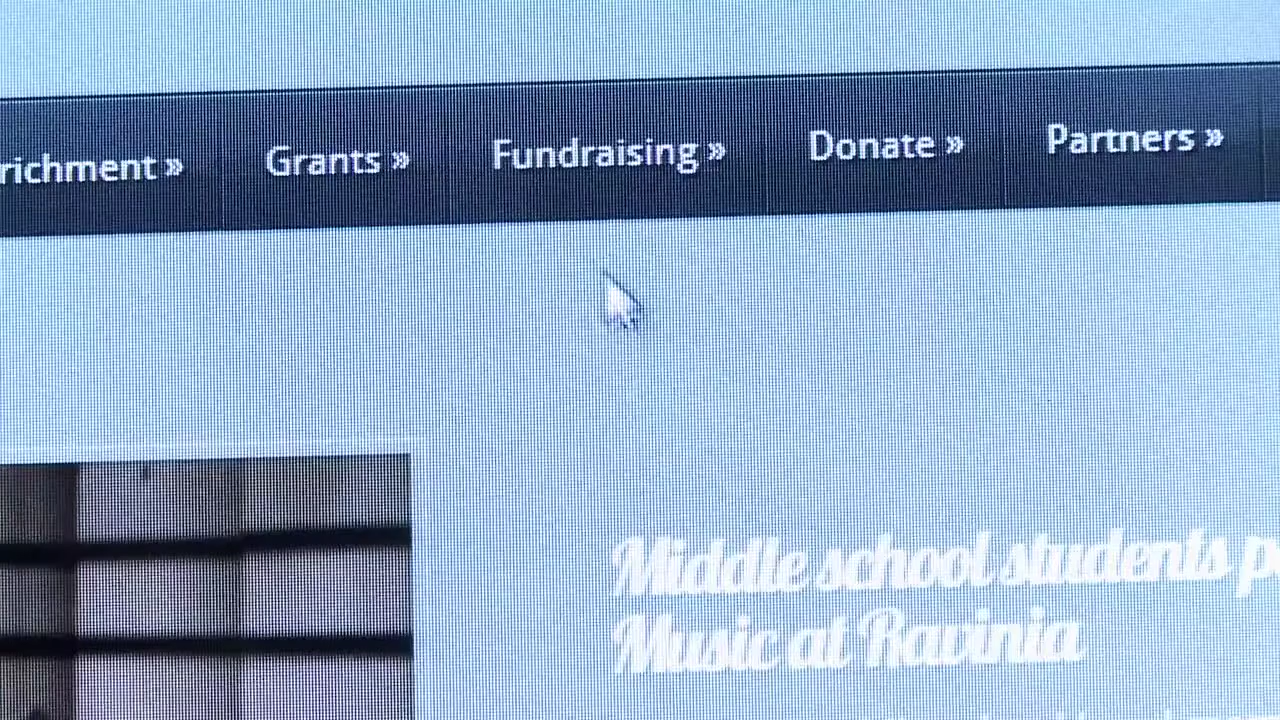 richment » Grants » Fundraising » Donate » Partners »
Middle school students p
Music at Ravinia